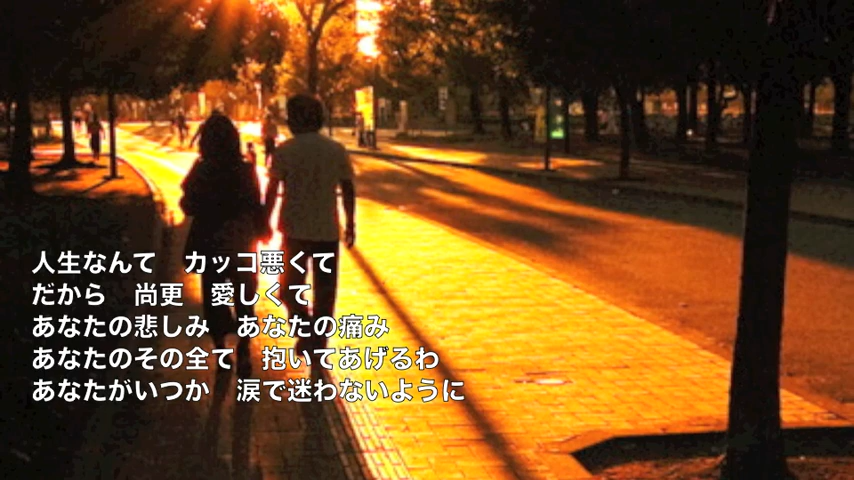 人生なんて　カッコ悪くて
だから　尚更　愛しくて
あなたの悲しみ　あなたの痛み
あなたのその全て　抱いてあげるわ
あなたがいつか　涙で迷わないように